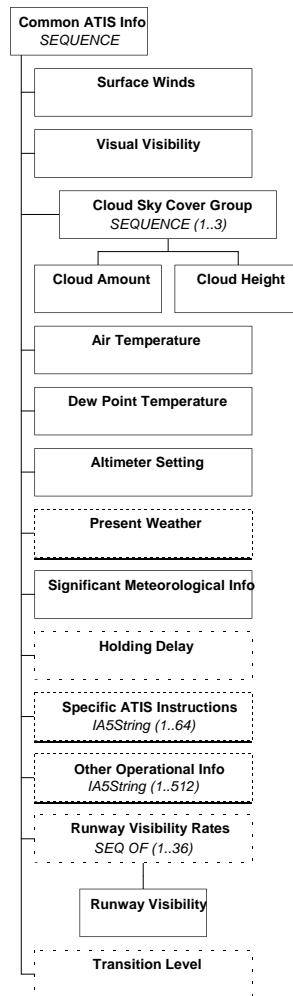 Common ATIS Info
SEQUENCE
Surface Winds
Visual Visibility
Cloud Sky Cover Group
SEQUENCE (1..3)
Cloud Amount
Cloud Height
Air Temperature
Dew Point Temperature
Altimeter Setting
Present Weather
Significant Meteorological Info
Holding Delay
Specific ATIS Instructions
IA5String (1..64)
Other Operational Info
IA5String (1..512)
Runway Visibility Rates
SEQ OF (1..36)
Runway Visibility
Transition Level